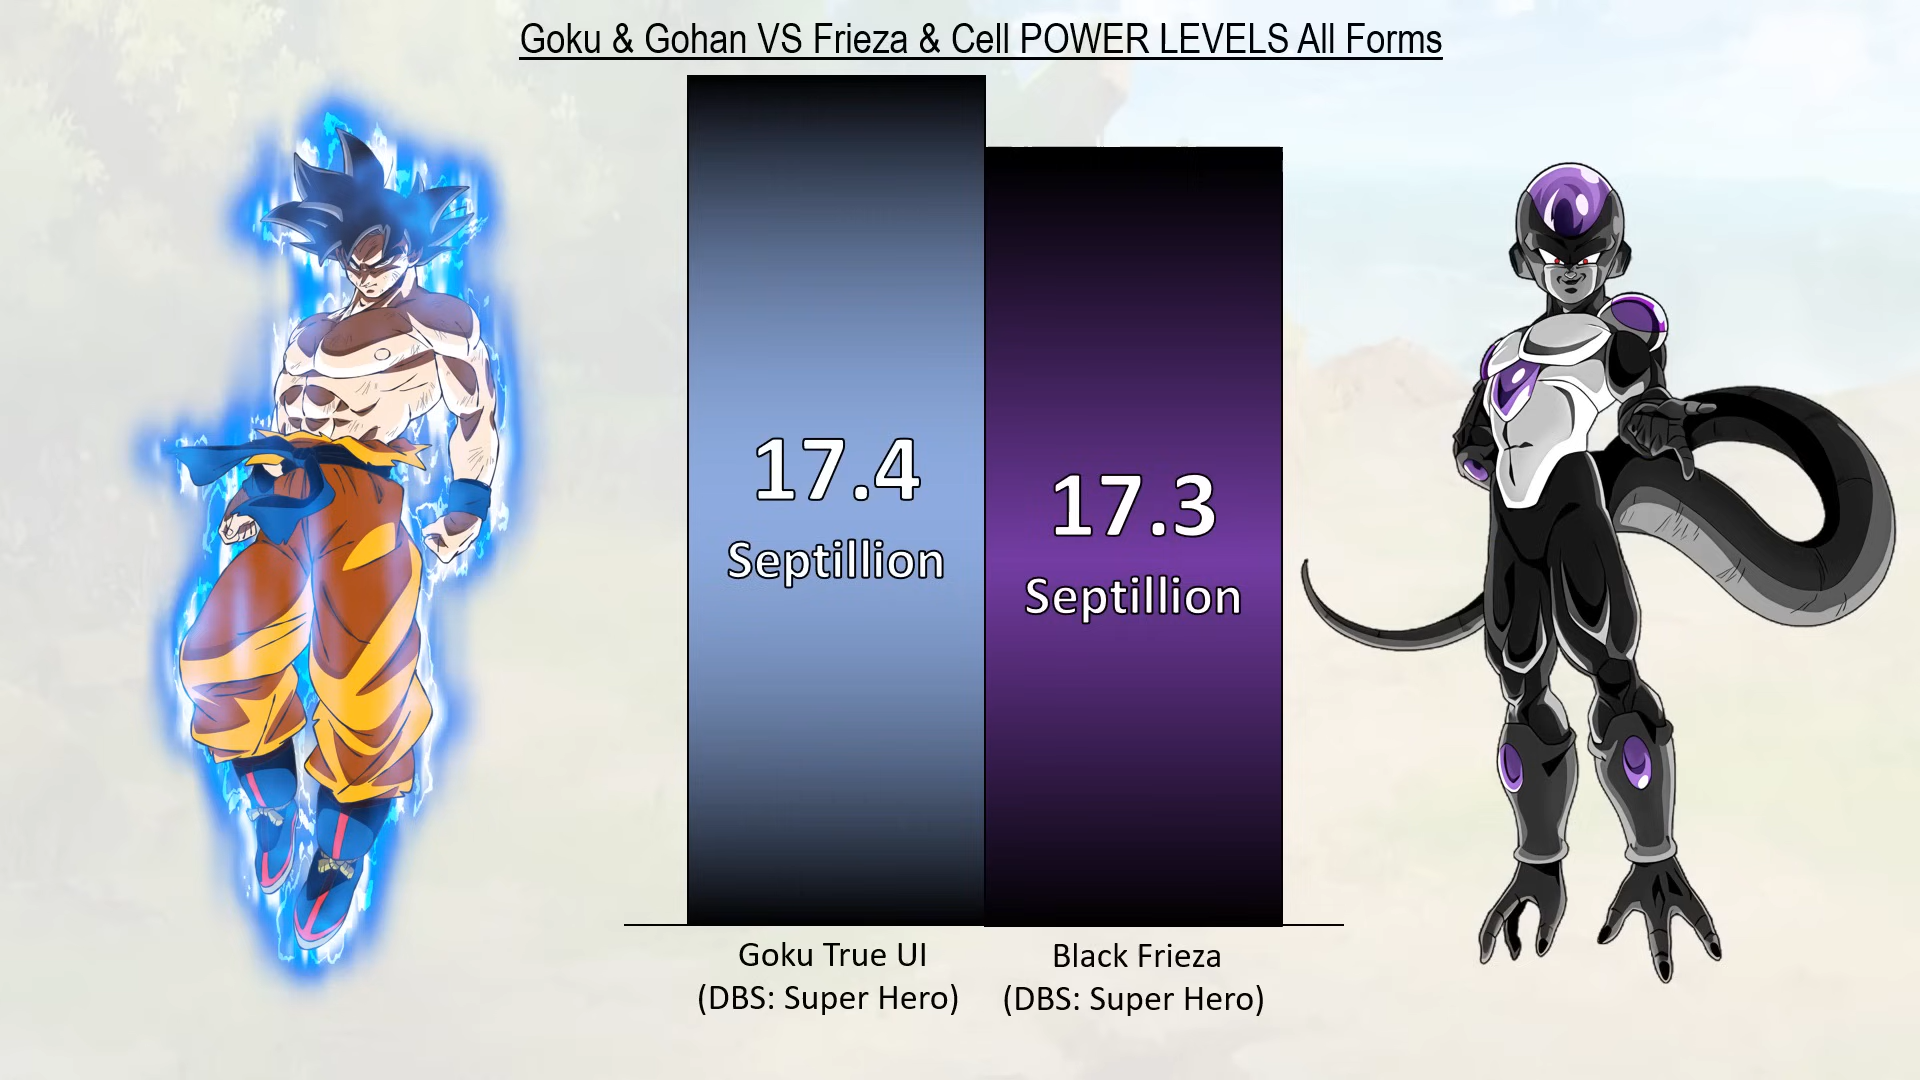 Goku & Gohan VS Frieza & Cell POWER LEVELS All Forms
17.4
Septillion
17.3
Septillion
Goku True UI
(DBS: Super Hero)
Black Frieza
(DBS: Super Hero)